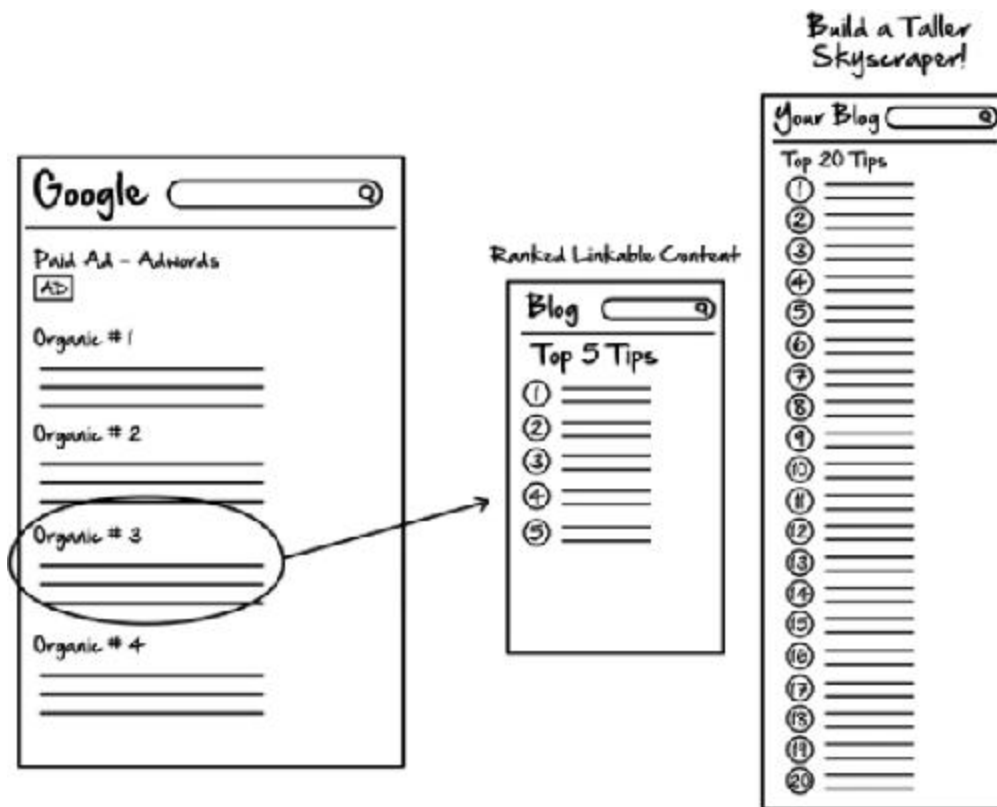 Google
Paid Ad - Adwords
AD
Organic #1
Organic #2
Organic #3
Organic #4
Ranked Linkable Content
Blog
Top 5 Tips
1
2
3
4
5
Build a Taller
Skyscraper!
Your Blog
Top 20 Tips
1
2
3
4
5
6
7
8
9
10
11
12
13
14
15
16
17
18
19
20